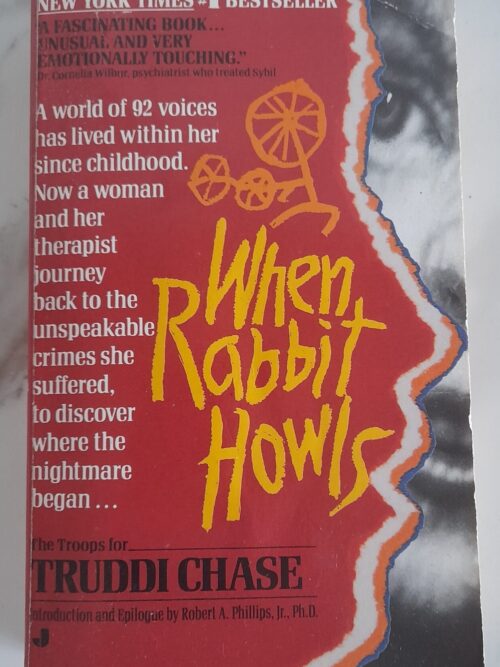 NEW YORK TIMES #1 BESTSELLER
"A FASCINATING BOOK...
UNUSUAL AND VERY
EMOTIONALLY TOUCHING."
Dr. Cornelia Wilbur, psychiatrist who treated Sybil
A world of 92 voices
has lived within her
since childhood.
Now a woman
and her
therapist
journey
back to the
unspeakable
crimes she
suffered,
to discover
where the
nightmare
began ...
When
Rabbit
Howls
The Troops for
TRUDDI CHASE
Introduction and Epilogue by Robert A. Phillips, Jr., Ph.D.
J